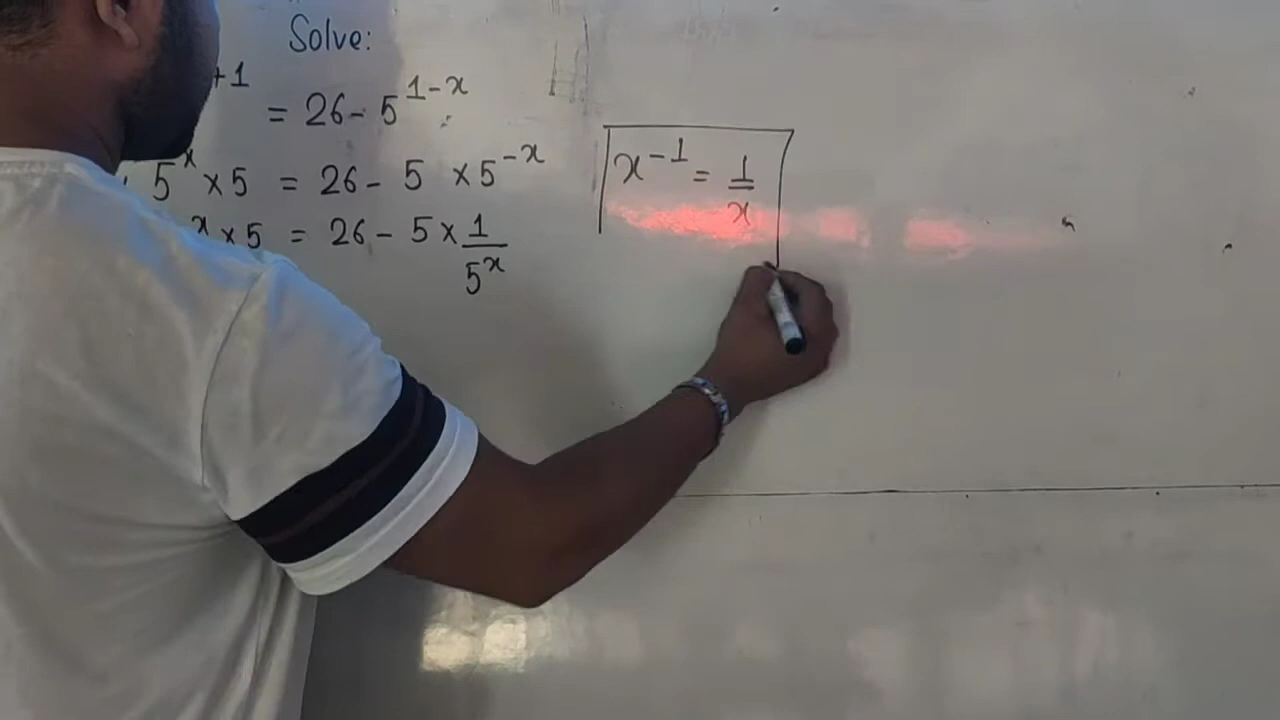 Solve:
+1 = 26 - 5^{1-x}
5^x × 5 = 26 - 5 × 5^{-x}
x × 5 = 26 - 5 × 1/5^x
x^{-1} = 1/x